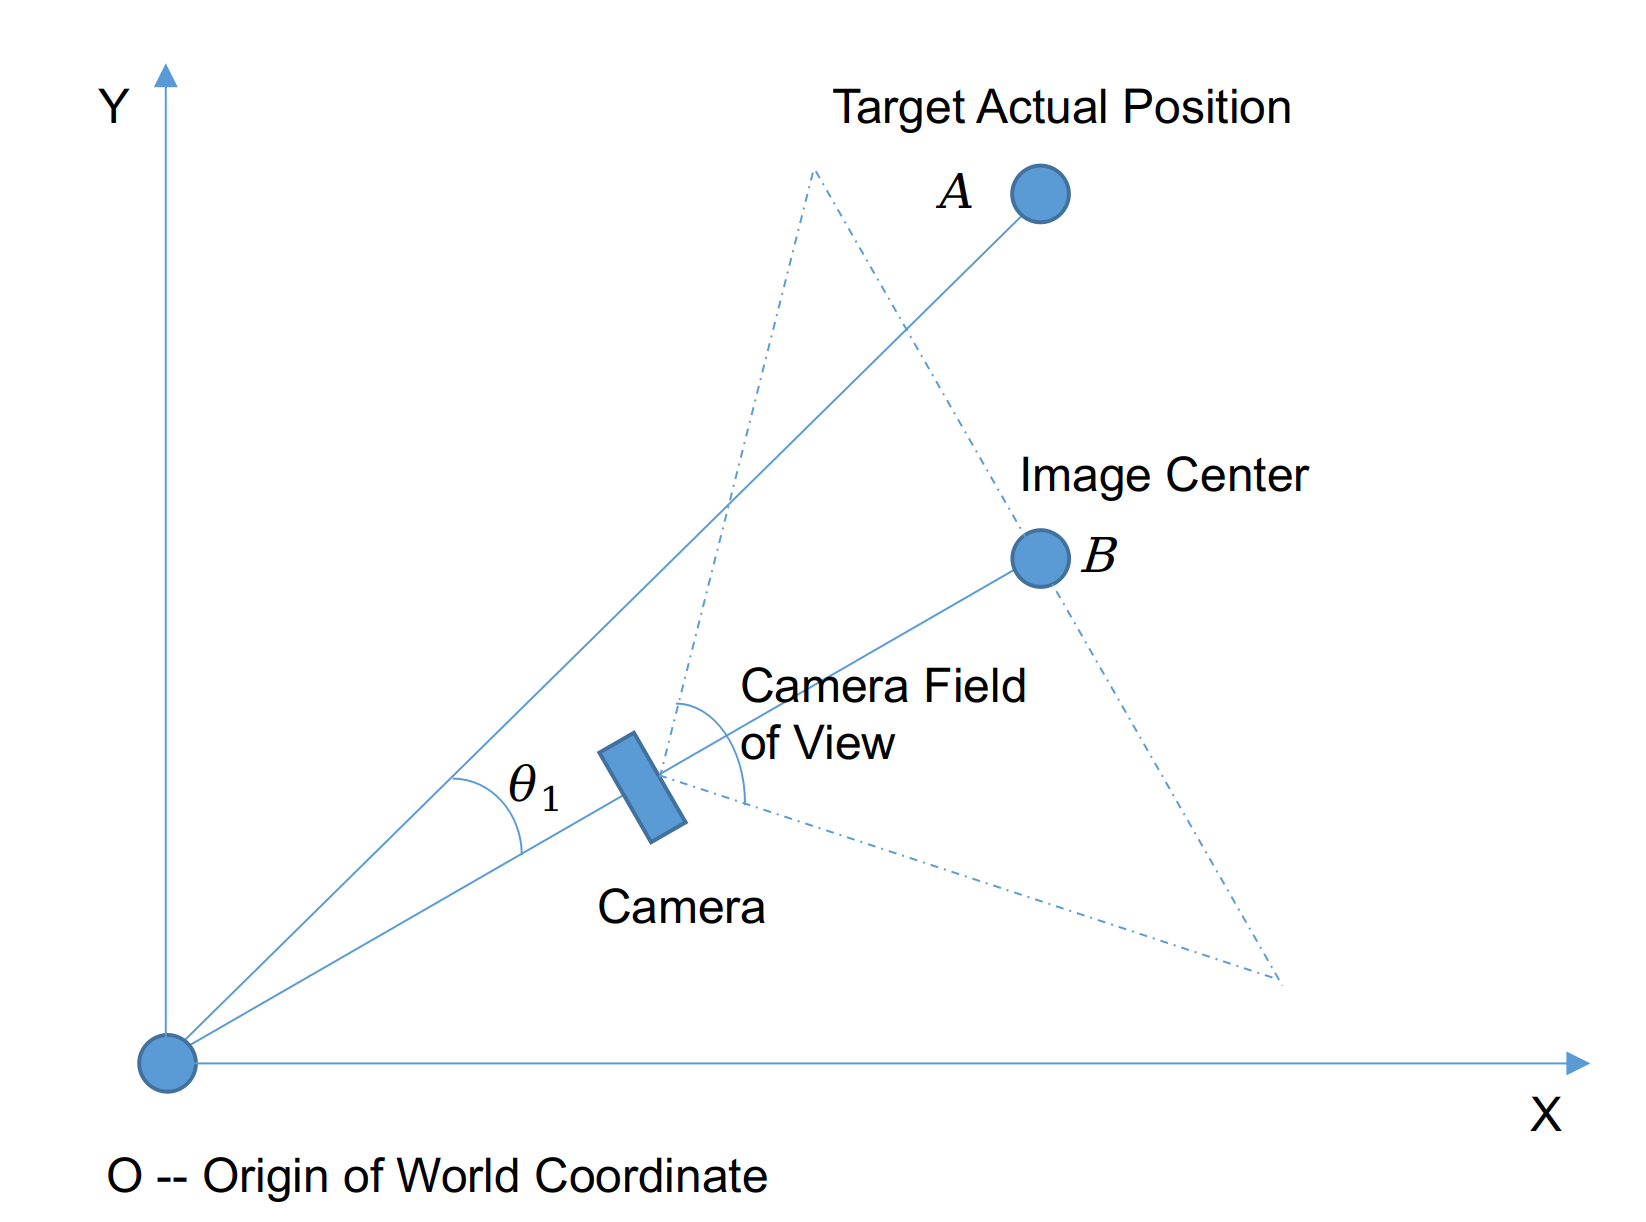 Y
Target Actual Position
A
Image Center
B
Camera Field
of View
θ1
Camera
X
O -- Origin of World Coordinate